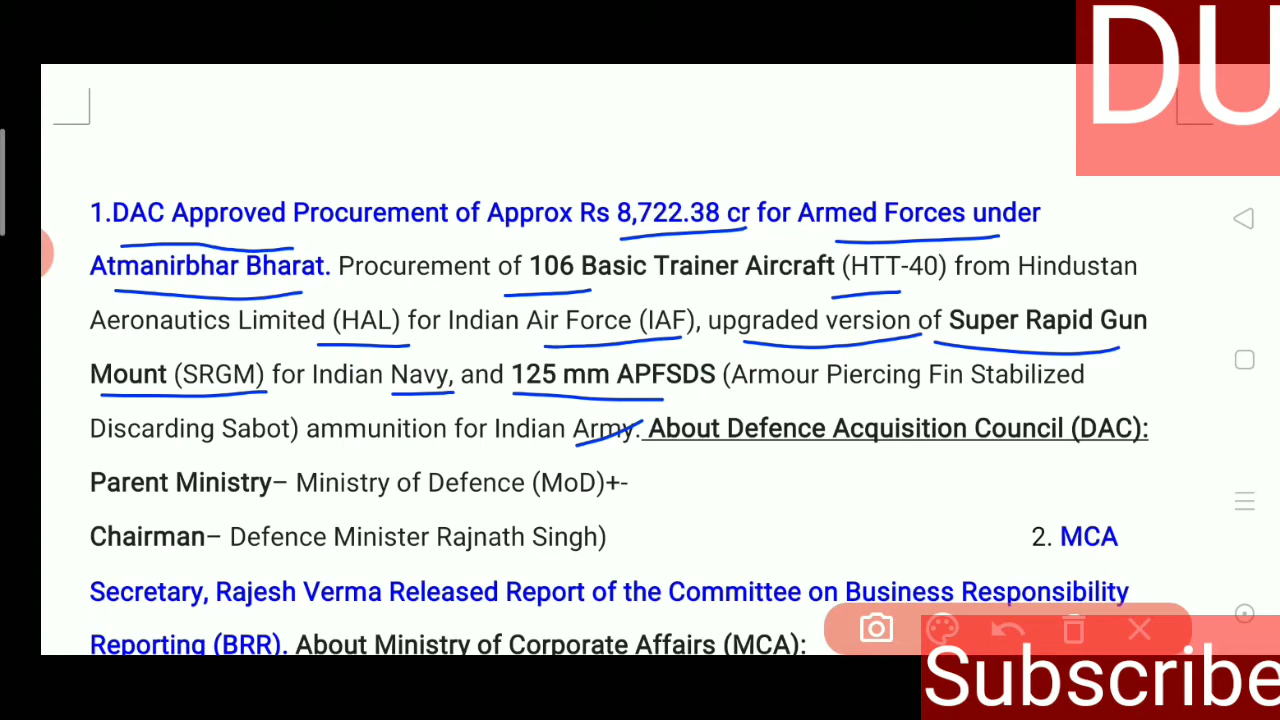 DU
1.DAC Approved Procurement of Approx Rs 8,722.38 cr for Armed Forces under
Atmanirbhar Bharat. Procurement of 106 Basic Trainer Aircraft (HTT-40) from Hindustan
Aeronautics Limited (HAL) for Indian Air Force (IAF), upgraded version of Super Rapid Gun
Mount (SRGM) for Indian Navy, and 125 mm APFSDS (Armour Piercing Fin Stabilized
Discarding Sabot) ammunition for Indian Army. About Defence Acquisition Council (DAC):
Parent Ministry– Ministry of Defence (MoD)+-
Chairman– Defence Minister Rajnath Singh) 2. MCA
Secretary, Rajesh Verma Released Report of the Committee on Business Responsibility
Reporting (BRR). About Ministry of Corporate Affairs (MCA):
Subscribe